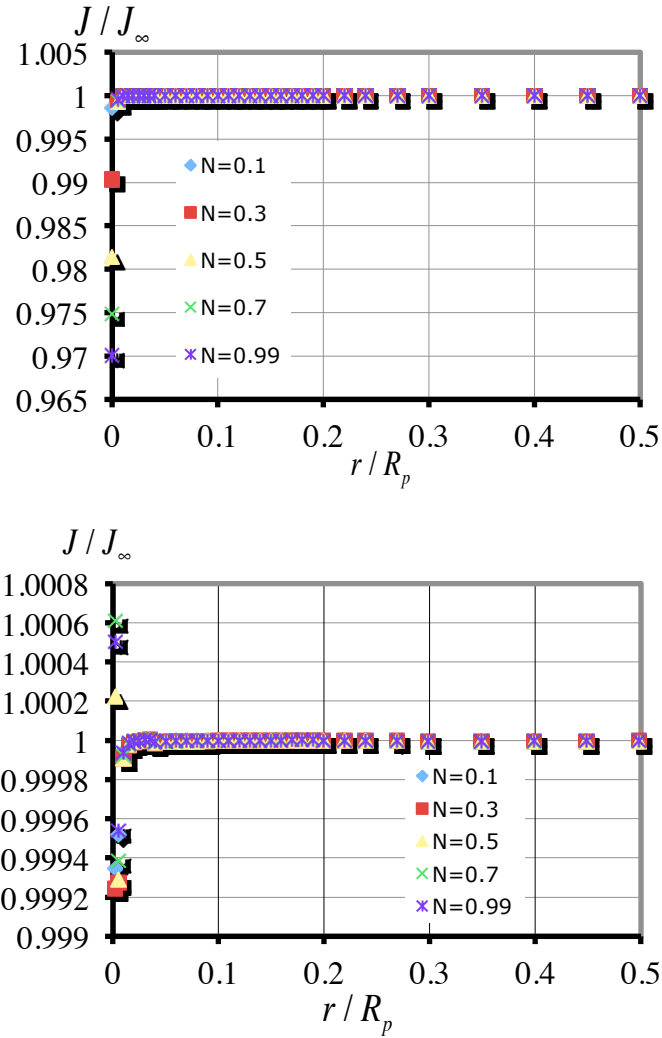 J / J∞
1.005
1
0.995
0.99
0.985
0.98
0.975
0.97
0.965
N=0.1
N=0.3
N=0.5
N=0.7
N=0.99
0 0.1 0.2 0.3 0.4 0.5
r / Rp
J / J∞
1.0008
1.0006
1.0004
1.0002
1
0.9998
0.9996
0.9994
0.9992
0.999
N=0.1
N=0.3
N=0.5
N=0.7
N=0.99
0 0.1 0.2 0.3 0.4 0.5
r / Rp